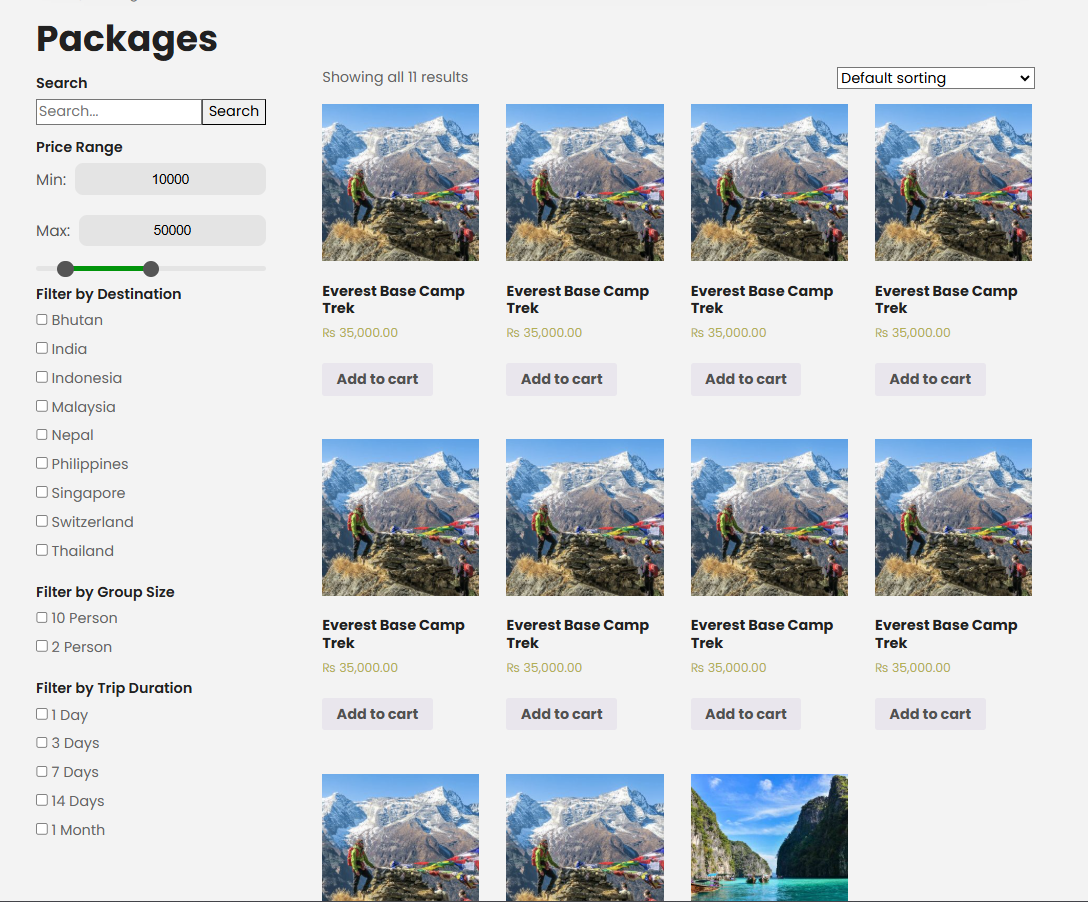 Packages
Search
Search...
Search
Price Range
Min: 10000
Max: 50000
Filter by Destination
Bhutan
India
Indonesia
Malaysia
Nepal
Philippines
Singapore
Switzerland
Thailand
Filter by Group Size
10 Person
2 Person
Filter by Trip Duration
1 Day
3 Days
7 Days
14 Days
1 Month
Showing all 11 results
Default sorting
Everest Base Camp
Trek
₨ 35,000.00
Add to cart
Everest Base Camp
Trek
₨ 35,000.00
Add to cart
Everest Base Camp
Trek
₨ 35,000.00
Add to cart
Everest Base Camp
Trek
₨ 35,000.00
Add to cart
Everest Base Camp
Trek
₨ 35,000.00
Add to cart
Everest Base Camp
Trek
₨ 35,000.00
Add to cart
Everest Base Camp
Trek
₨ 35,000.00
Add to cart
Everest Base Camp
Trek
₨ 35,000.00
Add to cart